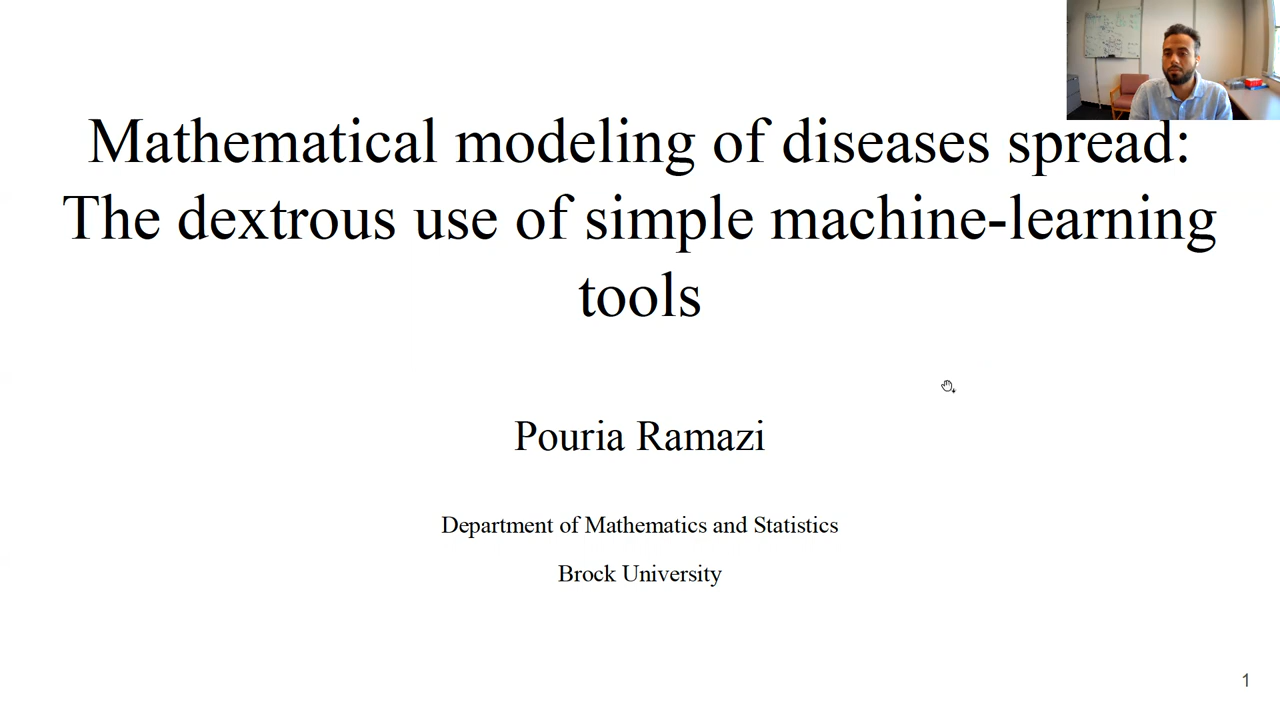 Mathematical modeling of diseases spread:
The dextrous use of simple machine-learning
tools
Pouria Ramazi
Department of Mathematics and Statistics
Brock University
1